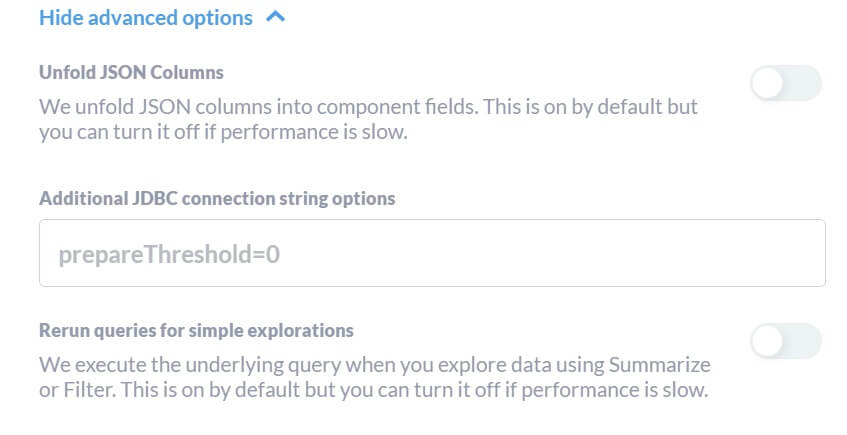 Hide advanced options
Unfold JSON Columns
We unfold JSON columns into component fields. This is on by default but
you can turn it off if performance is slow.
Additional JDBC connection string options
prepareThreshold=0
Rerun queries for simple explorations
We execute the underlying query when you explore data using Summarize
or Filter. This is on by default but you can turn it off if performance is slow.